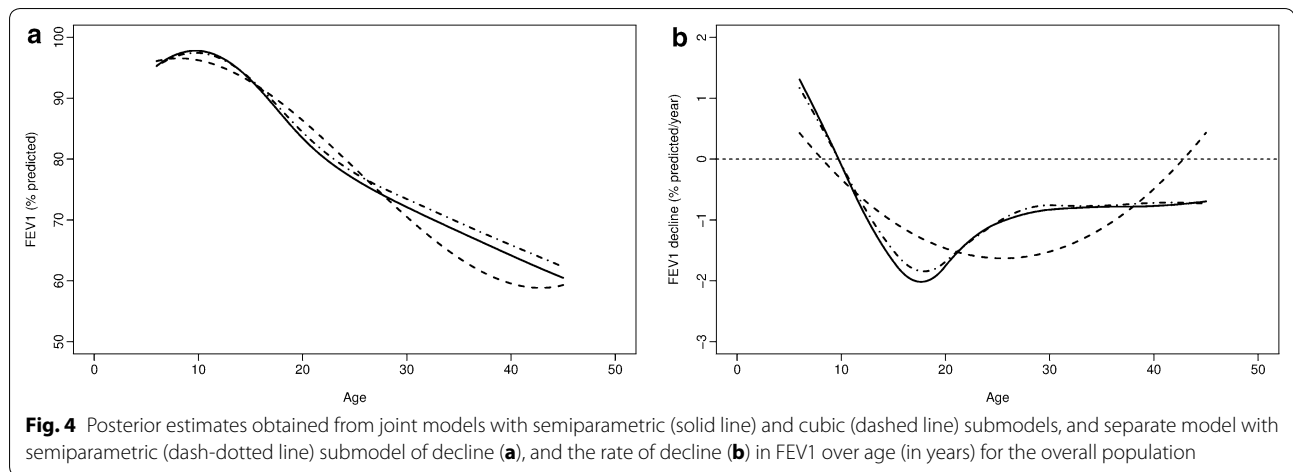 a
100
90
80
70
60
50
FEV1 (% predicted)
0 10 20 30 40 50
Age
b
2
1
0
−1
−2
−3
FEV1 decline (% predicted/year)
0 10 20 30 40 50
Age
Fig. 4 Posterior estimates obtained from joint models with semiparametric (solid line) and cubic (dashed line) submodels, and separate model with
semiparametric (dash-dotted line) submodel of decline (a), and the rate of decline (b) in FEV1 over age (in years) for the overall population